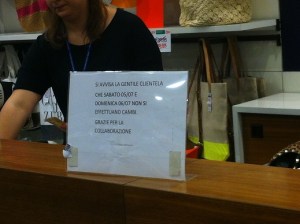 SI AVVISA LA GENTILE CLIENTELA
CHE SABATO 05/07 E
DOMENICA 06/07 NON SI
EFFETTUANO CAMBI
GRAZIE PER LA
COLLABORAZIONE